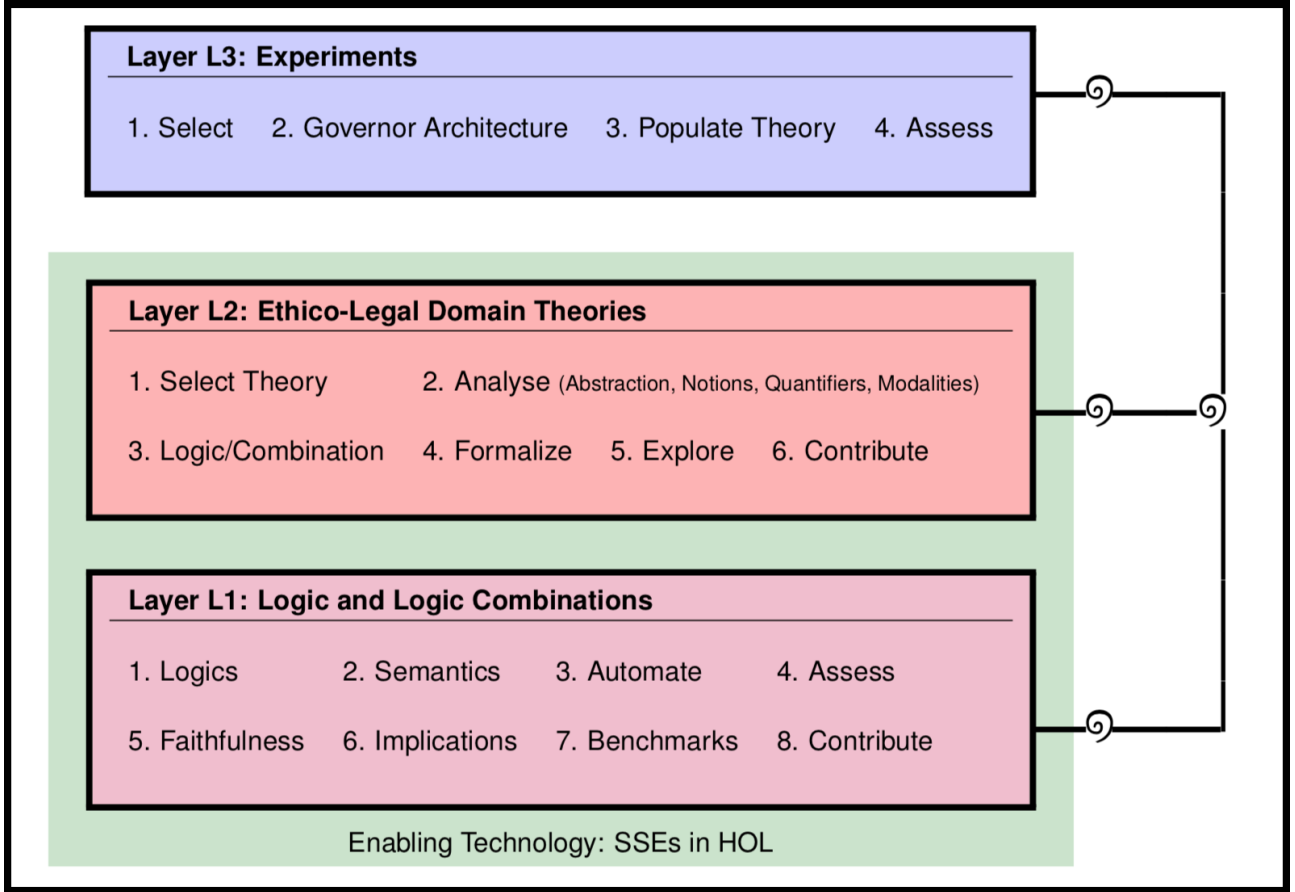 Layer L3: Experiments
1. Select 2. Governor Architecture 3. Populate Theory 4. Assess
Layer L2: Ethico-Legal Domain Theories
1. Select Theory 2. Analyse (Abstraction, Notions, Quantifiers, Modalities)
3. Logic/Combination 4. Formalize 5. Explore 6. Contribute
Layer L1: Logic and Logic Combinations
1. Logics 2. Semantics 3. Automate 4. Assess
5. Faithfulness 6. Implications 7. Benchmarks 8. Contribute
Enabling Technology: SSEs in HOL